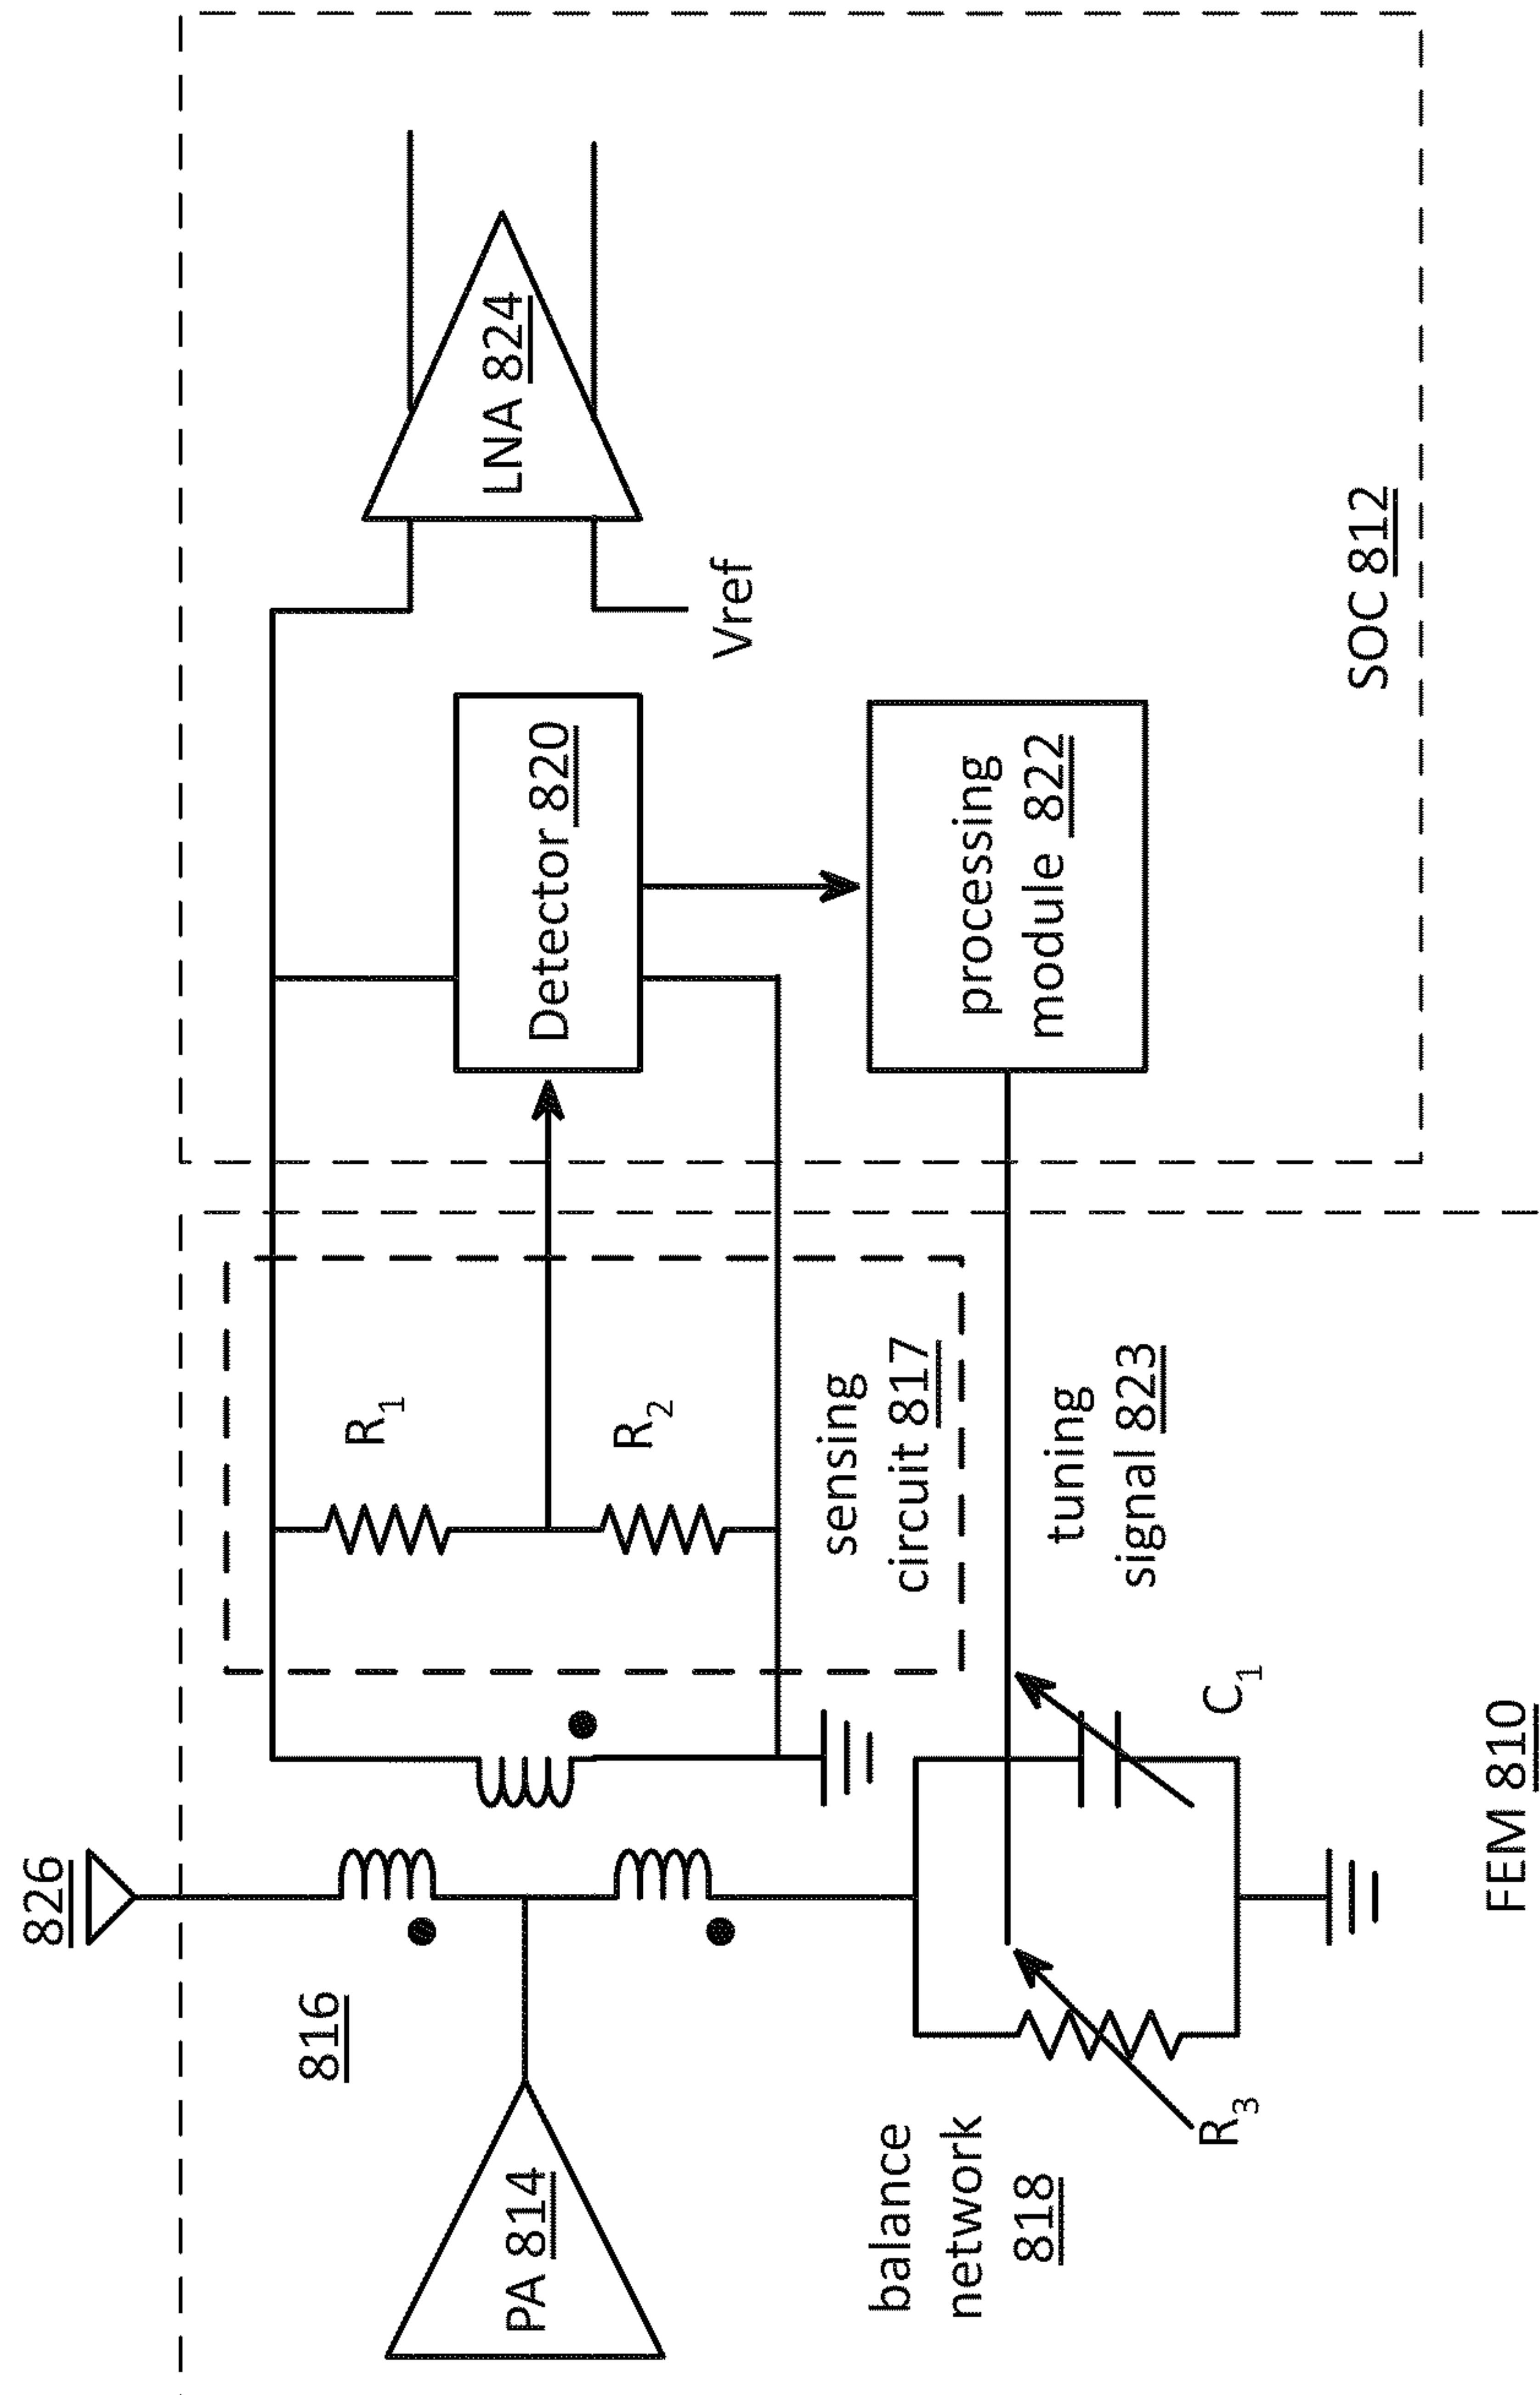 826
816
PA 814
balance
network
818
R3
C1
FEM 810
R1
R2
sensing
circuit 817
tuning
signal 823
Detector 820
processing
module 822
Vref
LNA 824
SOC 812